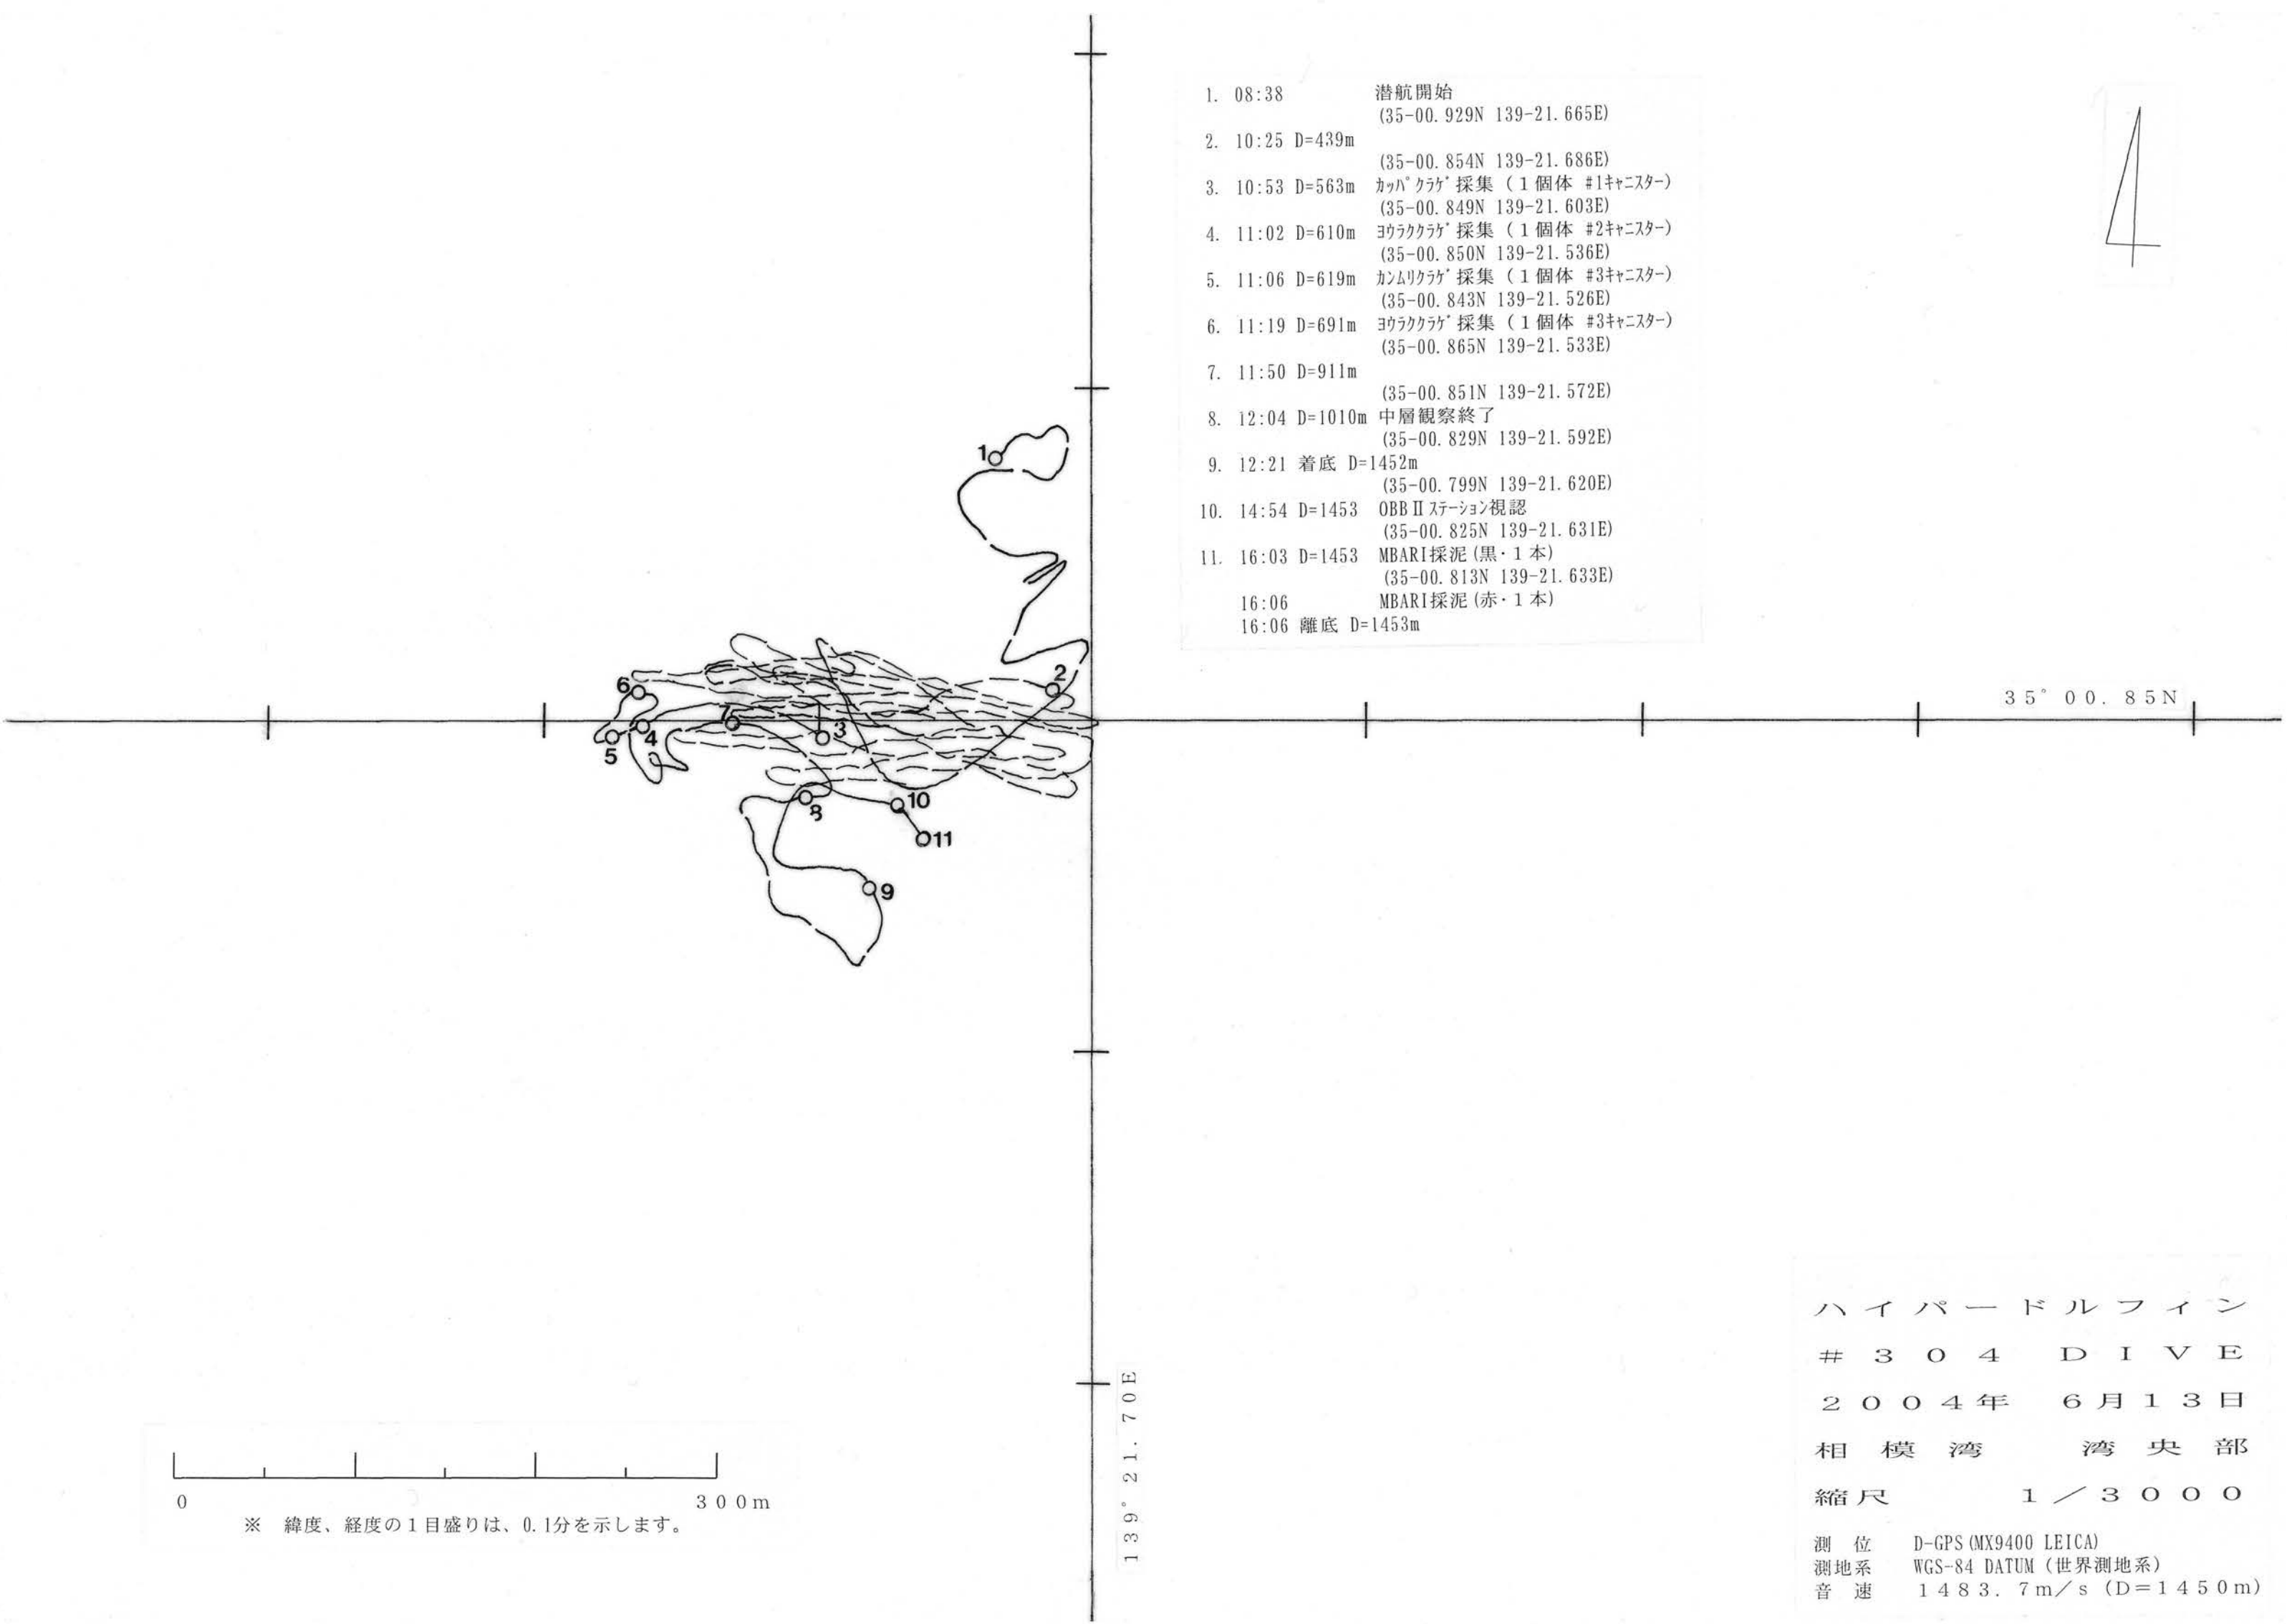 1. 08:38 潜航開始
(35-00.929N 139-21.665E)
2. 10:25 D=439m
(35-00.854N 139-21.686E)
3. 10:53 D=563m ｶｯﾊﾟｸﾗｹﾞ採集（１個体 #1ｷｬﾆｽﾀｰ）
(35-00.849N 139-21.603E)
4. 11:02 D=610m ﾖｳﾗｸｸﾗｹﾞ採集（１個体 #2ｷｬﾆｽﾀｰ）
(35-00.850N 139-21.536E)
5. 11:06 D=619m ｶﾝﾑﾘｸﾗｹﾞ採集（１個体 #3ｷｬﾆｽﾀｰ）
(35-00.843N 139-21.526E)
6. 11:19 D=691m ﾖｳﾗｸｸﾗｹﾞ採集（１個体 #3ｷｬﾆｽﾀｰ）
(35-00.865N 139-21.533E)
7. 11:50 D=911m
(35-00.851N 139-21.572E)
8. 12:04 D=1010m 中層観察終了
(35-00.829N 139-21.592E)
9. 12:21 着底 D=1452m
(35-00.799N 139-21.620E)
10. 14:54 D=1453 OBBⅡｽﾃｰｼｮﾝ視認
(35-00.825N 139-21.631E)
11. 16:03 D=1453 MBARI採泥(黒・１本)
(35-00.813N 139-21.633E)
16:06 MBARI採泥(赤・１本)
16:06 離底 D=1453m
1
2
35°00.85N
6
7
3
4
5
8
10
11
9
139°21.70E
0 300m
※ 緯度、経度の１目盛りは、0.1分を示します。
ハイパードルフィン
#304 DIVE
2004年 6月13日
相模湾 湾央部
縮尺 1／3000
測位 D-GPS(MX9400 LEICA)
測地系 WGS-84 DATUM（世界測地系）
音速 1483.7m／s（D=1450m）